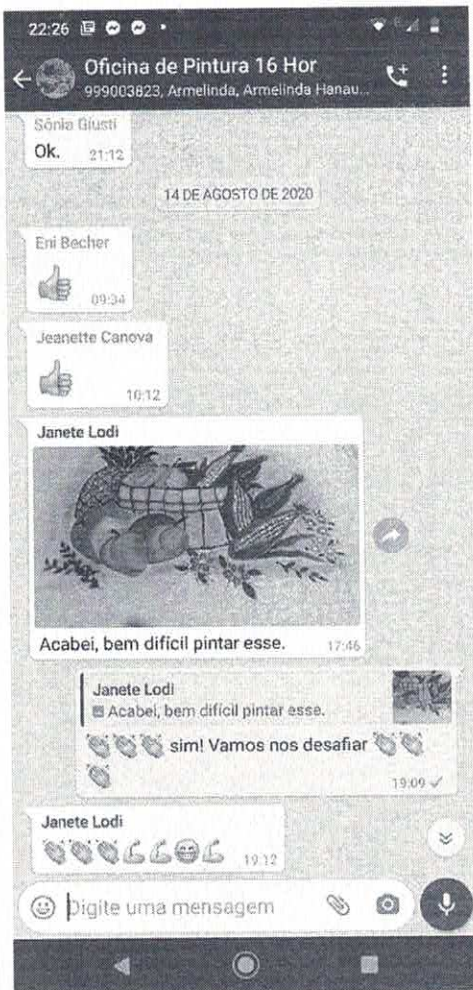 22:26
Oficina de Pintura 16 Hor
999003823, Armelinda, Armelinda Hanau...
Sônia Giusti
Ok. 21:12
14 DE AGOSTO DE 2020
Eni Becher
09:34
Jeanette Canova
10:12
Janete Lodi
Acabei, bem difícil pintar esse. 17:46
Janete Lodi
Acabei, bem difícil pintar esse.
👏👏👏 sim! Vamos nos desafiar 👏👏
👏
19:09
Janete Lodi
👏👏👏💪💪😄💪 19:12
Digite uma mensagem